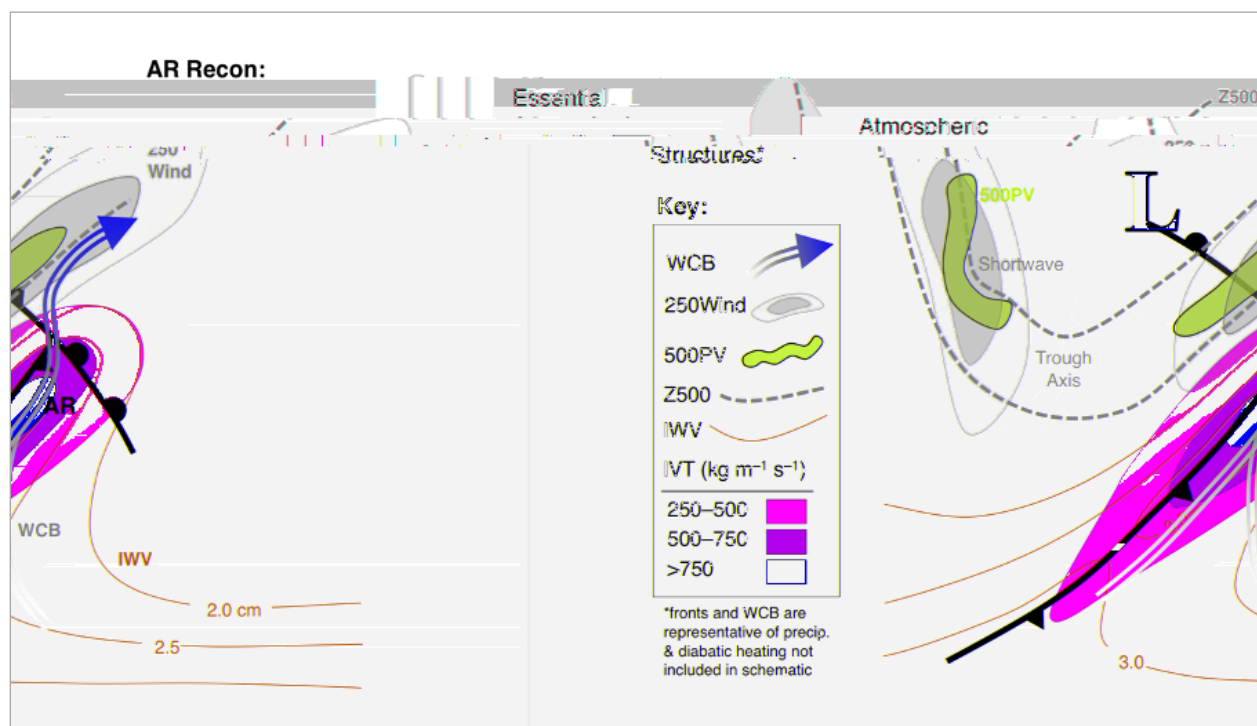 AR Recon:
Essential
Z500
Atmospheric
250
Wind
Structures*
500PV
L
Key:
WCB
Shortwave
250Wind
500PV
Trough
Axis
Z500
AR
IWV
IVT (kg m⁻¹ s⁻¹)
250–500
WCB
500–750
IWV
>750
2.0 cm
*fronts and WCB are
representative of precip.
& diabatic heating not
included in schematic
2.5
3.0